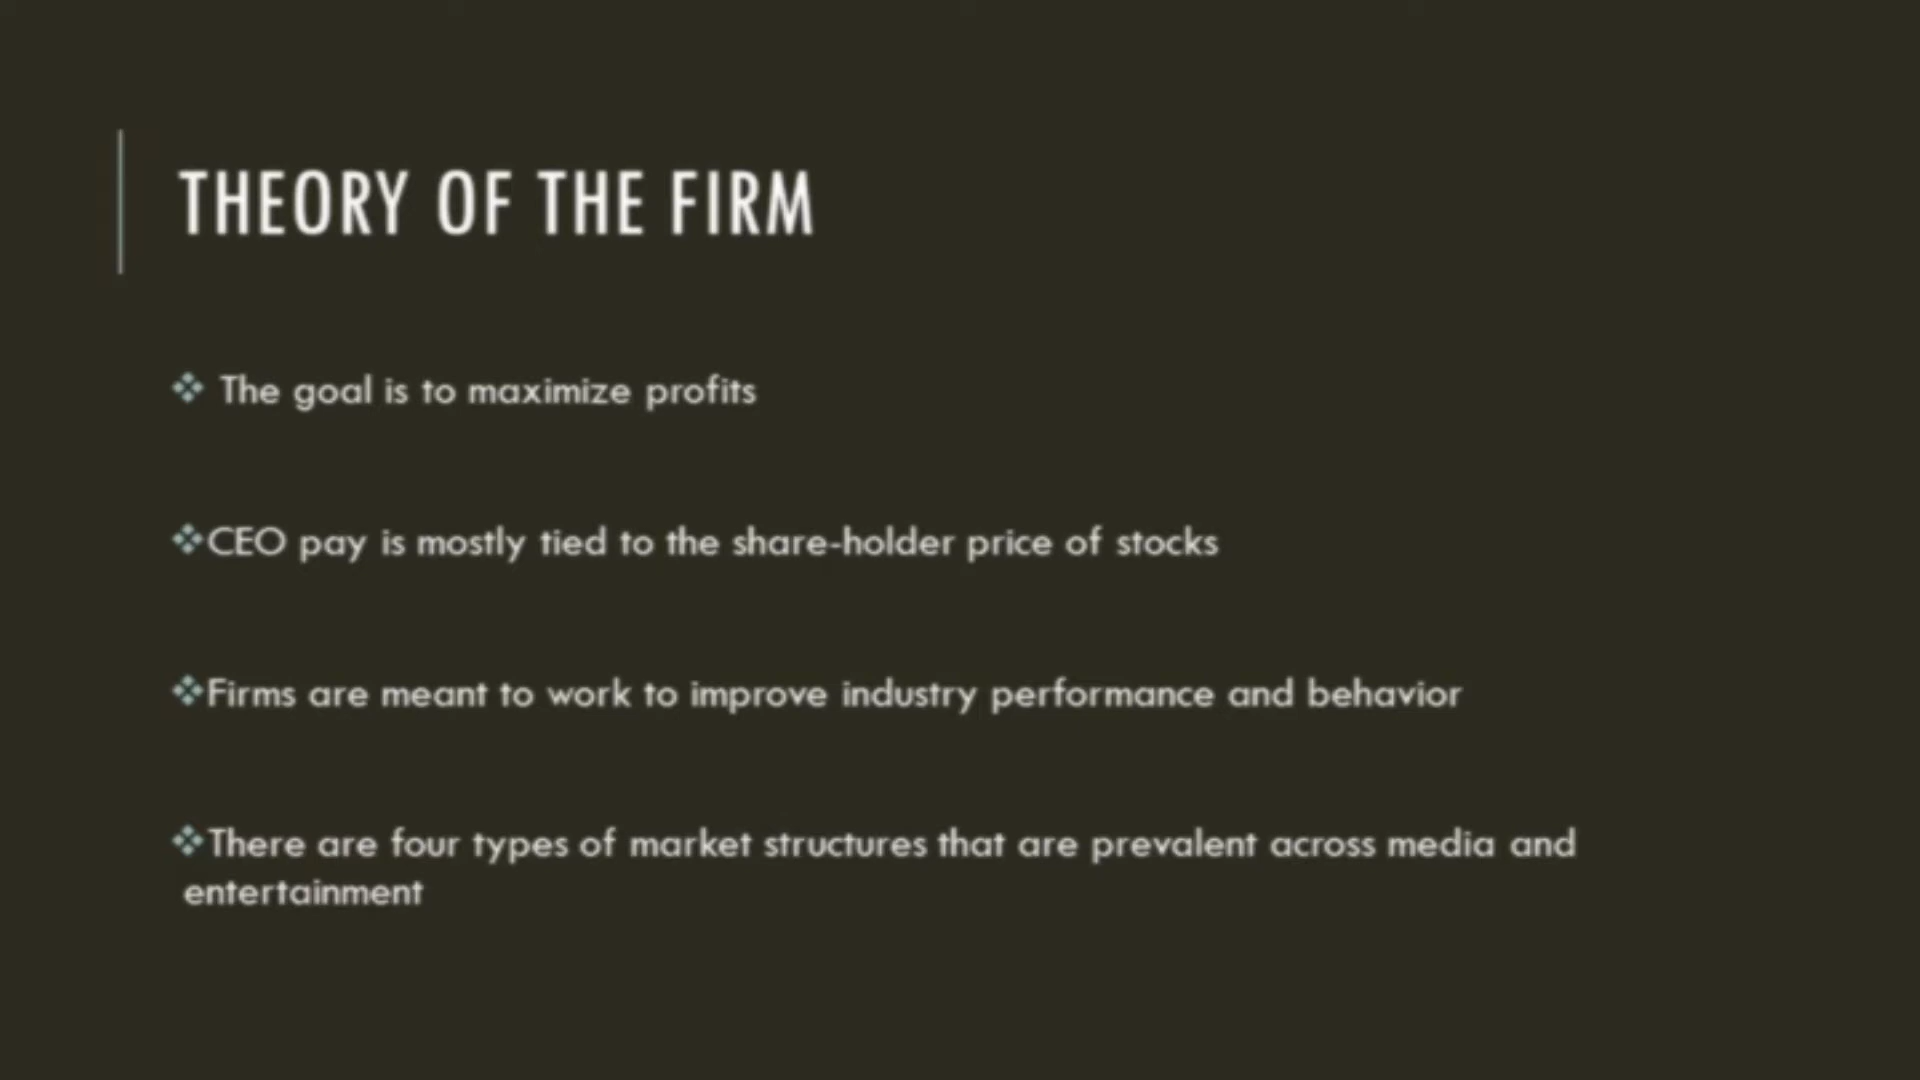 THEORY OF THE FIRM
❖ The goal is to maximize profits
❖CEO pay is mostly tied to the share-holder price of stocks
❖Firms are meant to work to improve industry performance and behavior
❖There are four types of market structures that are prevalent across media and
entertainment